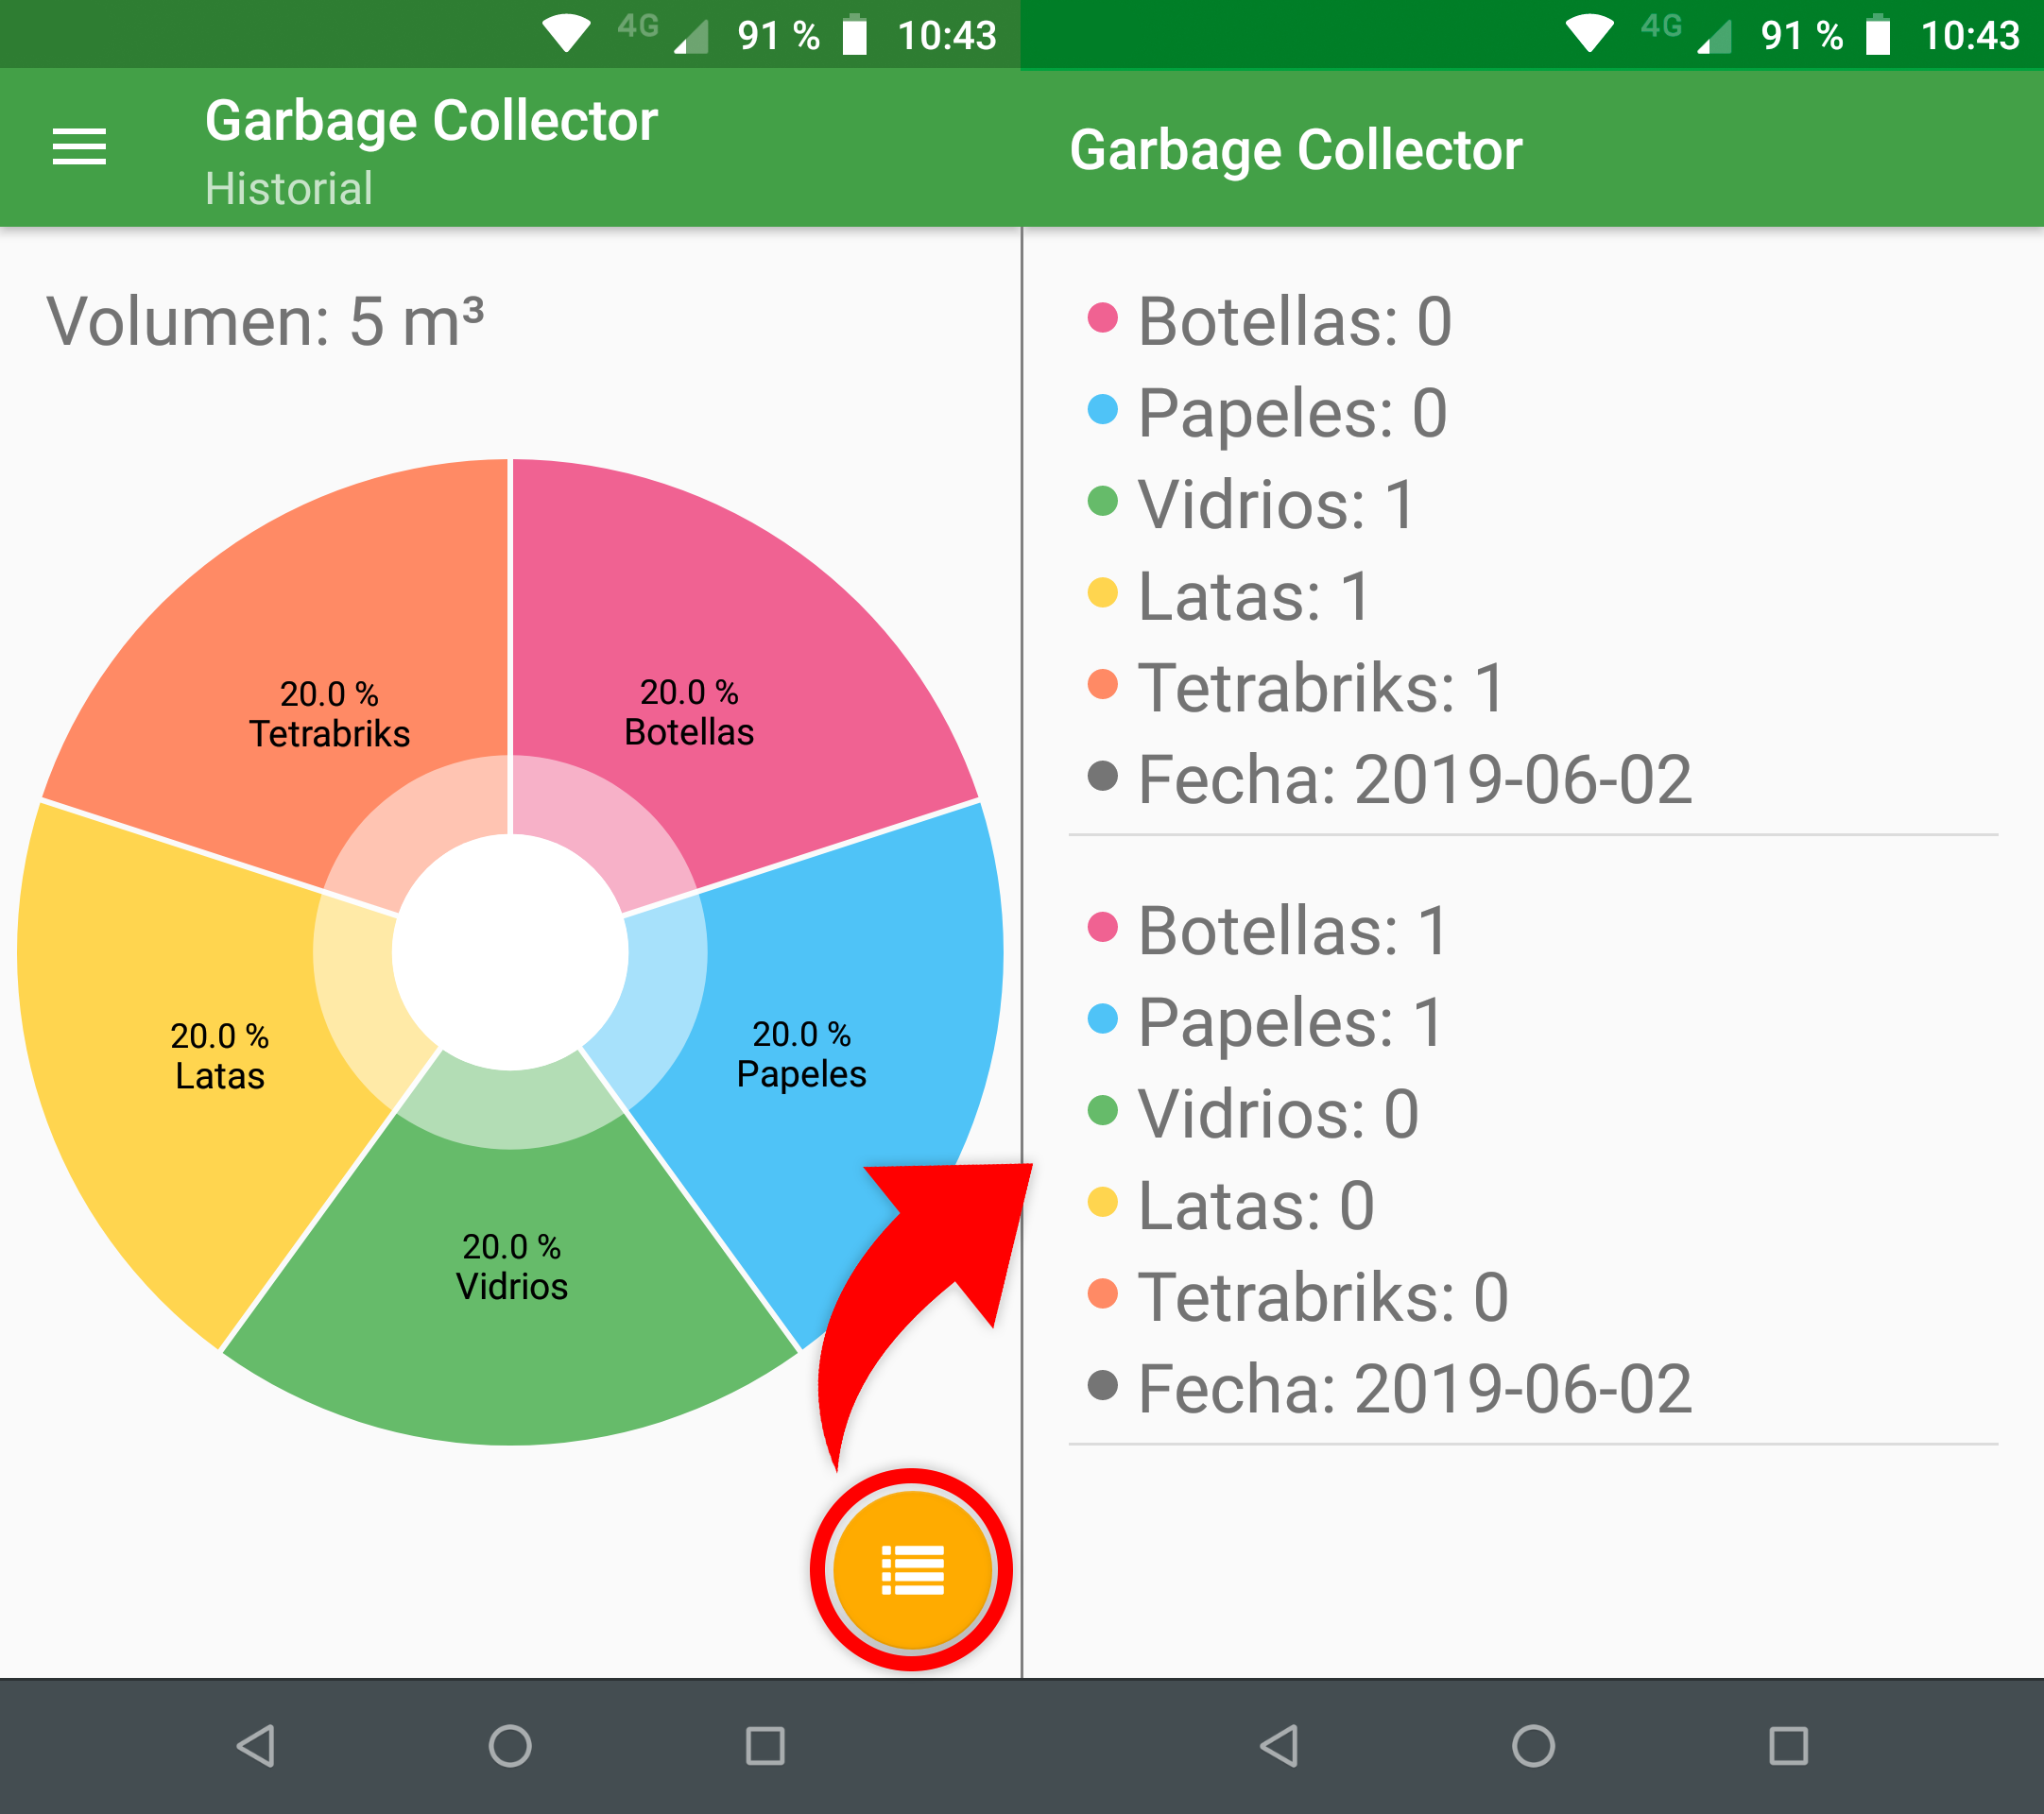 4G 91 % 10:43
Garbage Collector
Historial
Volumen: 5 m³
20.0 %
Tetrabriks
20.0 %
Botellas
20.0 %
Latas
20.0 %
Papeles
20.0 %
Vidrios
4G 91 % 10:43
Garbage Collector
Botellas: 0
Papeles: 0
Vidrios: 1
Latas: 1
Tetrabriks: 1
Fecha: 2019-06-02
Botellas: 1
Papeles: 1
Vidrios: 0
Latas: 0
Tetrabriks: 0
Fecha: 2019-06-02